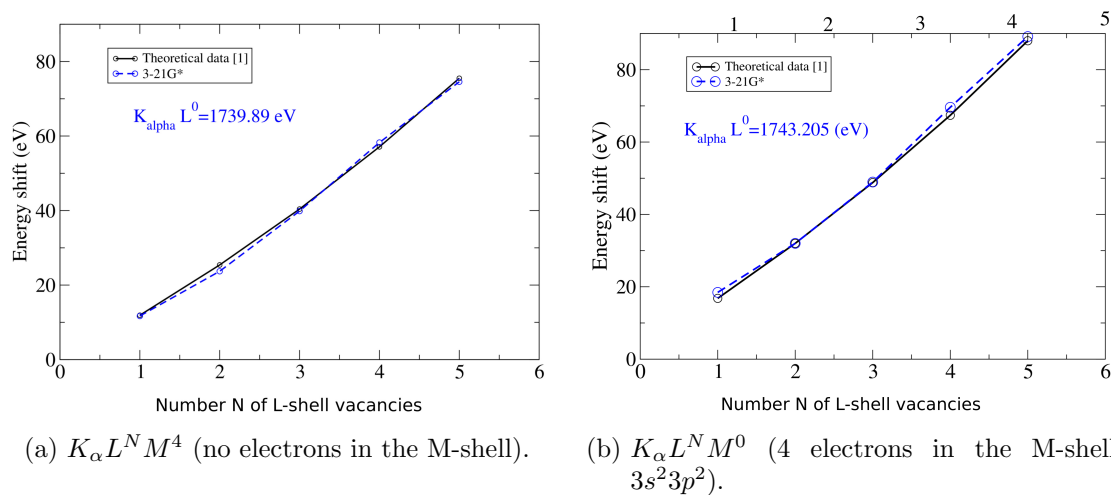 80
60
40
20
0
Energy shift (eV)
Theoretical data [1]
3-21G*
K_alpha L^0=1739.89 eV
0 1 2 3 4 5 6
Number N of L-shell vacancies
(a) K_α L^N M^4 (no electrons in the M-shell).
1 2 3 4 5
80
60
40
20
0
Energy shift (eV)
Theoretical data [1]
3-21G*
K_alpha L^0=1743.205 (eV)
0 1 2 3 4 5 6
Number N of L-shell vacancies
(b) K_α L^N M^0 (4 electrons in the M-shell
3s^2 3p^2).